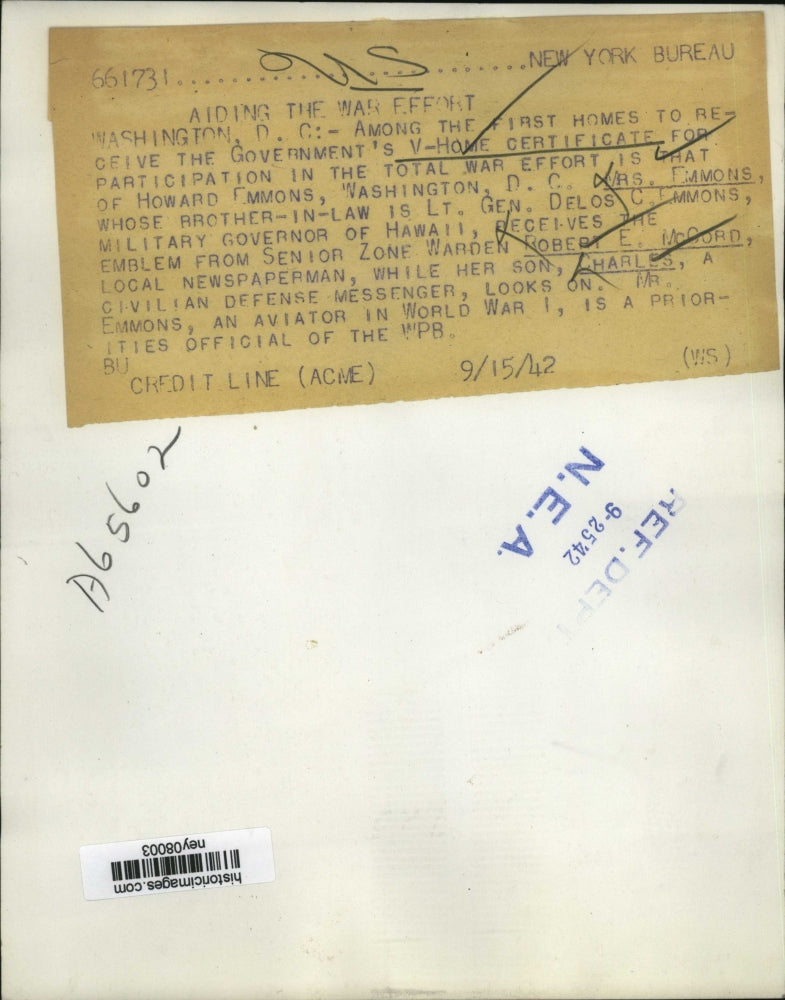 661731.....................NEW YORK BUREAU
US
AIDING THE WAR EFFORT
WASHINGTON, D. C:- AMONG THE FIRST HOMES TO RE-
CEIVE THE GOVERNMENT'S V-HOME CERTIFICATE FOR
PARTICIPATION IN THE TOTAL WAR EFFORT IS THAT
OF HOWARD EMMONS, WASHINGTON, D. C. MRS. EMMONS,
WHOSE BROTHER-IN-LAW IS LT. GEN. DELOS C. EMMONS,
MILITARY GOVERNOR OF HAWAII, RECEIVES THE
EMBLEM FROM SENIOR ZONE WARDEN ROBERT E. MCCORD,
LOCAL NEWSPAPERMAN, WHILE HER SON, CHARLES, A
CIVILIAN DEFENSE MESSENGER, LOOKS ON. MR.
EMMONS, AN AVIATOR IN WORLD WAR I, IS A PRIOR-
ITIES OFFICIAL OF THE WPB.
BU
CREDIT LINE (ACME) 9/15/42 (WS)
A65602
N.E.A.
9-25'42
REF. DEPT
historicimages.com
ney08003